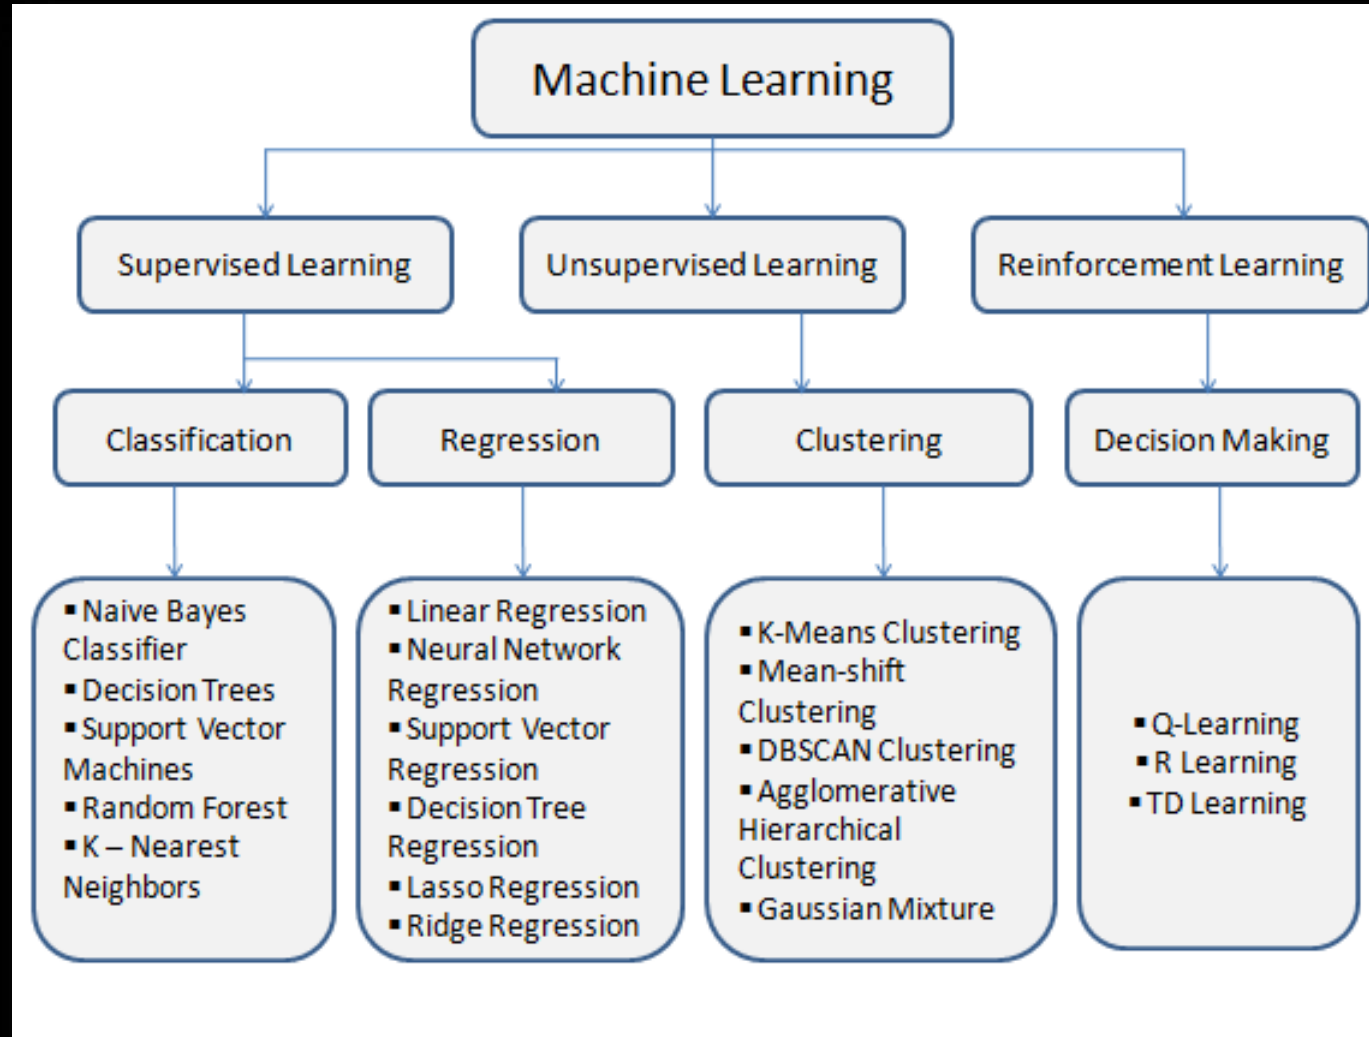 Machine Learning
Supervised Learning
Unsupervised Learning
Reinforcement Learning
Classification
Regression
Clustering
Decision Making
▪ Naive Bayes
Classifier
▪ Decision Trees
▪ Support Vector
Machines
▪ Random Forest
▪ K – Nearest
Neighbors
▪ Linear Regression
▪ Neural Network
Regression
▪ Support Vector
Regression
▪ Decision Tree
Regression
▪ Lasso Regression
▪ Ridge Regression
▪ K-Means Clustering
▪ Mean-shift
Clustering
▪ DBSCAN Clustering
▪ Agglomerative
Hierarchical
Clustering
▪ Gaussian Mixture
▪ Q-Learning
▪ R Learning
▪ TD Learning